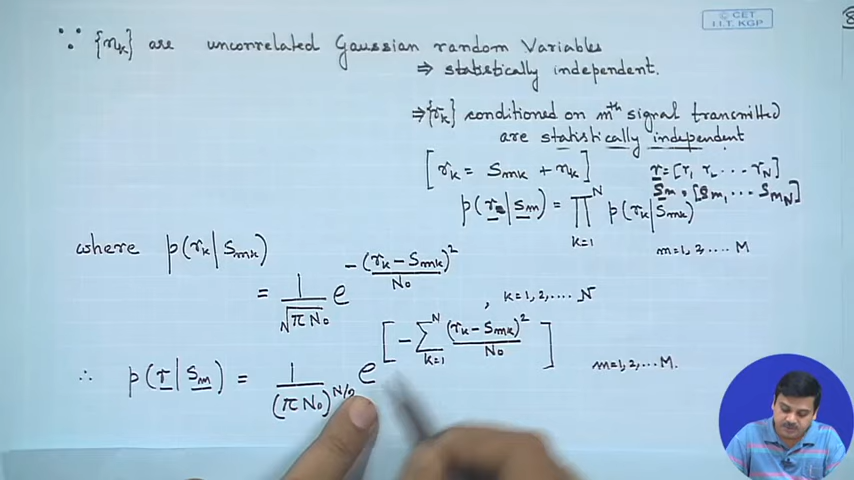 © CET
I.I.T. KGP
∵ {n_k} are uncorrelated Gaussian random Variables
⇒ statistically independent.
⇒ {r_k} conditioned on mth signal transmitted
are statistically independent
[r_k = S_mk + n_k]
r = [r_1 r_2 ... r_N]
S_m = [S_m1 ... S_mN]
p(r|S_m) = ∏_{k=1}^{N} p(r_k|S_mk)
m=1,2,.... M
where p(r_k|S_mk)
= 1/√(πN_0) e^{-(r_k - S_mk)^2/N_0} , k=1,2,.... N
∴ p(r|S_m) = 1/(πN_0)^{N/2} e^{[-∑_{k=1}^{N} (r_k - S_mk)^2/N_0]} m=1,2,... M.